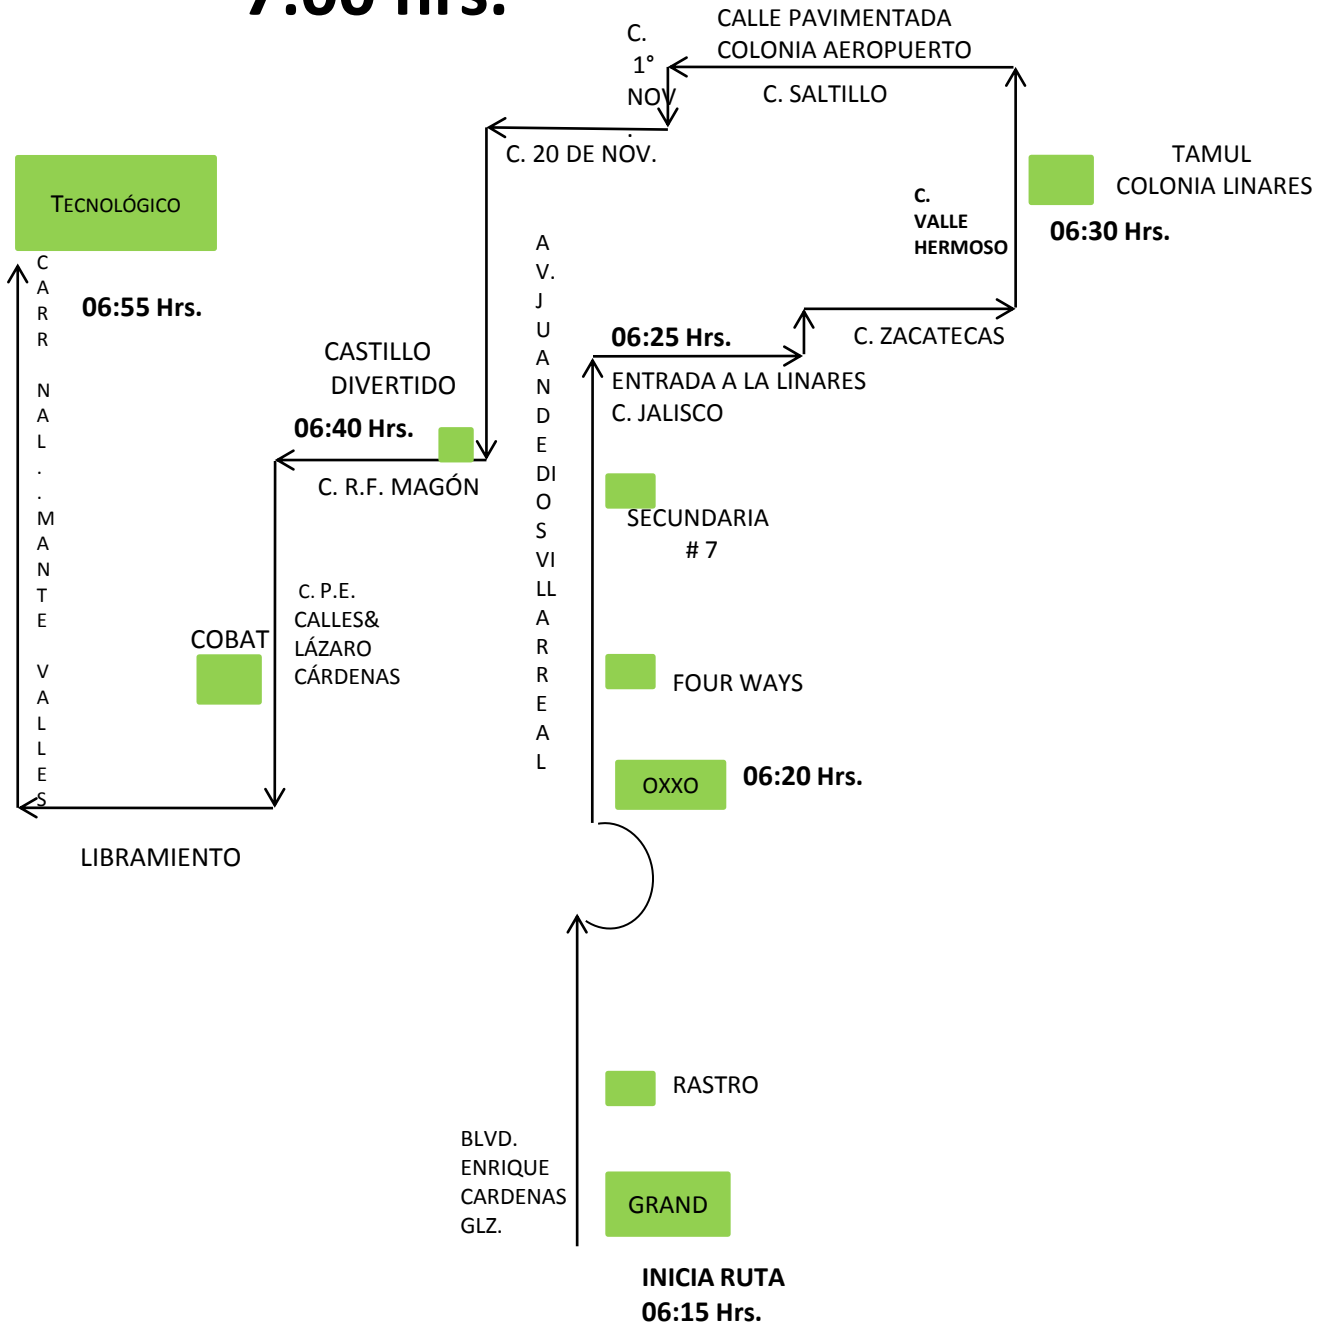 7:00 hrs.
CALLE PAVIMENTADA
COLONIA AEROPUERTO
C.
1°
NOV
.
C. SALTILLO
C. 20 DE NOV.
TAMUL
COLONIA LINARES
06:30 Hrs.
C.
VALLE
HERMOSO
TECNOLÓGICO
06:55 Hrs.
C
A
R
R
N
A
L
.
.
M
A
N
T
E
V
A
L
L
E
S
A
V.
J
U
A
N
D
E
DI
O
S
VI
LL
A
R
R
E
A
L
06:25 Hrs.
C. ZACATECAS
ENTRADA A LA LINARES
C. JALISCO
CASTILLO
DIVERTIDO
06:40 Hrs.
C. R.F. MAGÓN
SECUNDARIA
# 7
C. P.E.
CALLES&
LÁZARO
CÁRDENAS
COBAT
FOUR WAYS
OXXO
06:20 Hrs.
LIBRAMIENTO
RASTRO
BLVD.
ENRIQUE
CARDENAS
GLZ.
GRAND
INICIA RUTA
06:15 Hrs.